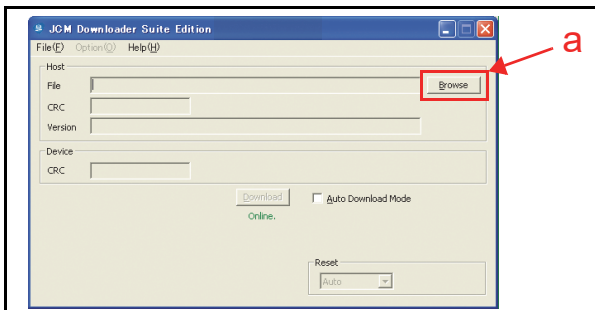 JCM Downloader Suite Edition
File(F) Option(O) Help(H)
a
Host
File Browse
CRC
Version
Device
CRC
Download Auto Download Mode
Online.
Reset
Auto